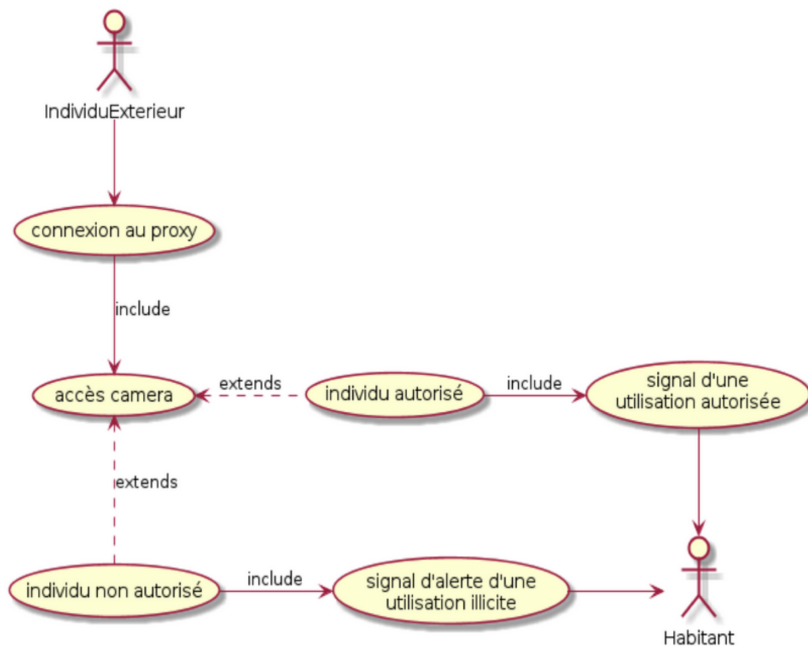 IndividuExterieur
connexion au proxy
include
accès camera
extends
individu autorisé
include
signal d'une
utilisation autorisée
extends
individu non autorisé
include
signal d'alerte d'une
utilisation illicite
Habitant